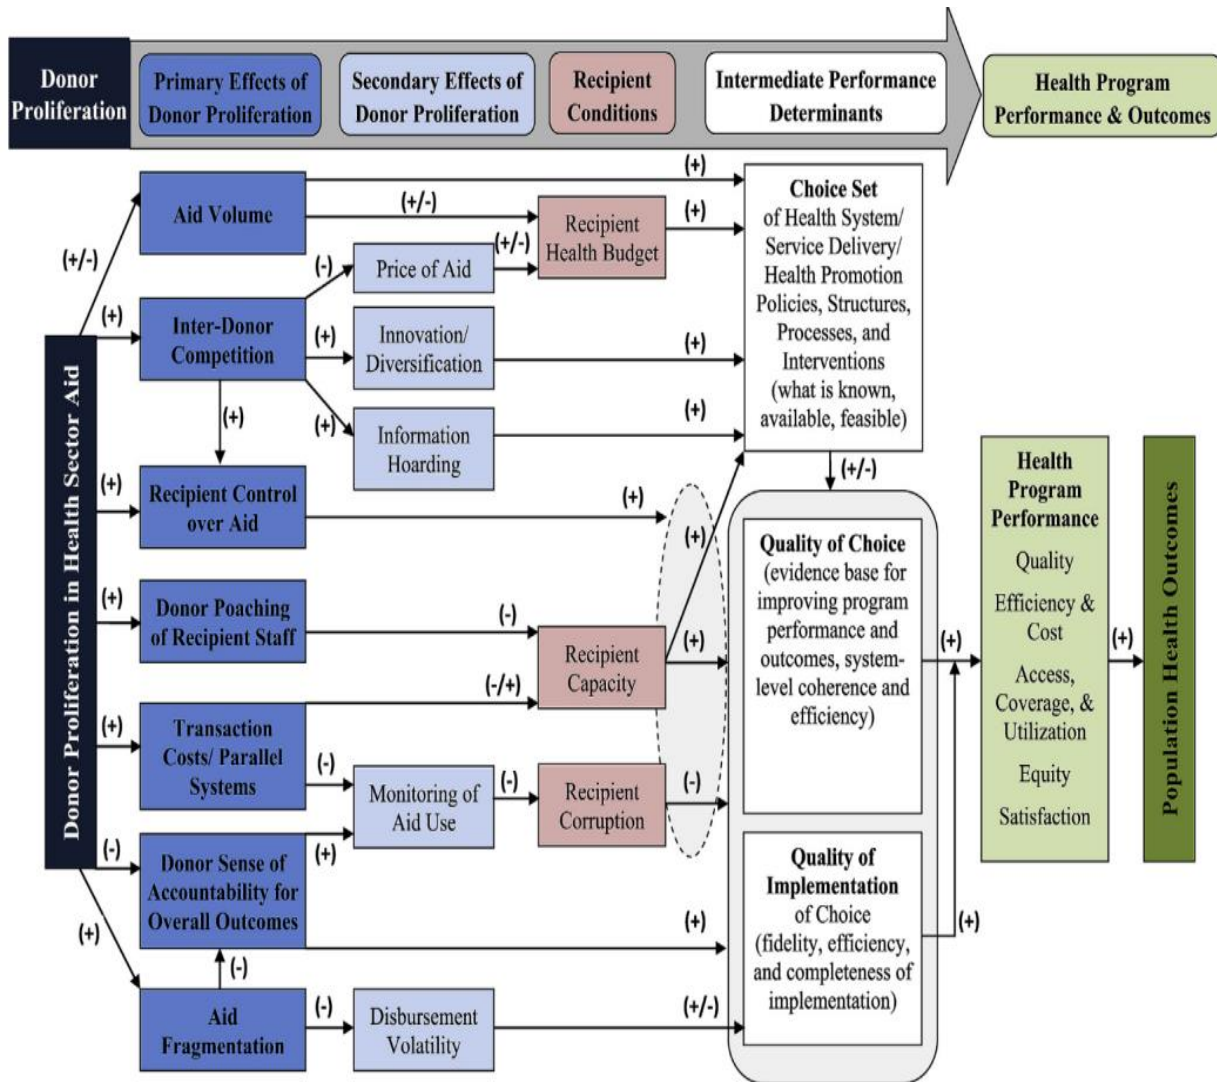 Donor
Proliferation
Primary Effects of
Donor Proliferation
Secondary Effects of
Donor Proliferation
Recipient
Conditions
Intermediate Performance
Determinants
Health Program
Performance & Outcomes
Donor Proliferation in Health Sector Aid
(+/-)
(+)
(+)
(+)
(+)
(-)
(+)
Aid Volume
(+)
(+/-)
Inter-Donor
Competition
(-)
(+)
(+)
(+)
Price of Aid
(+/-)
Innovation/
Diversification
(+)
Information
Hoarding
(+)
Recipient
Health Budget
(+)
Recipient Control
over Aid
(+)
Donor Poaching
of Recipient Staff
(-)
Transaction
Costs/ Parallel
Systems
(-/+)
(-)
Recipient
Capacity
(+)
(+)
Monitoring of
Aid Use
(-)
Recipient
Corruption
(-)
Donor Sense of
Accountability for
Overall Outcomes
(+)
(+)
(-)
Aid
Fragmentation
(-)
Disbursement
Volatility
(+/-)
Choice Set
of Health System/
Service Delivery/
Health Promotion
Policies, Structures,
Processes, and
Interventions
(what is known,
available, feasible)
(+/-)
Quality of Choice
(evidence base for
improving program
performance and
outcomes, system-
level coherence and
efficiency)
(+)
Quality of
Implementation
of Choice
(fidelity, efficiency,
and completeness of
implementation)
(+)
Health
Program
Performance
Quality
Efficiency &
Cost
Access,
Coverage, &
Utilization
Equity
Satisfaction
(+)
Population Health Outcomes